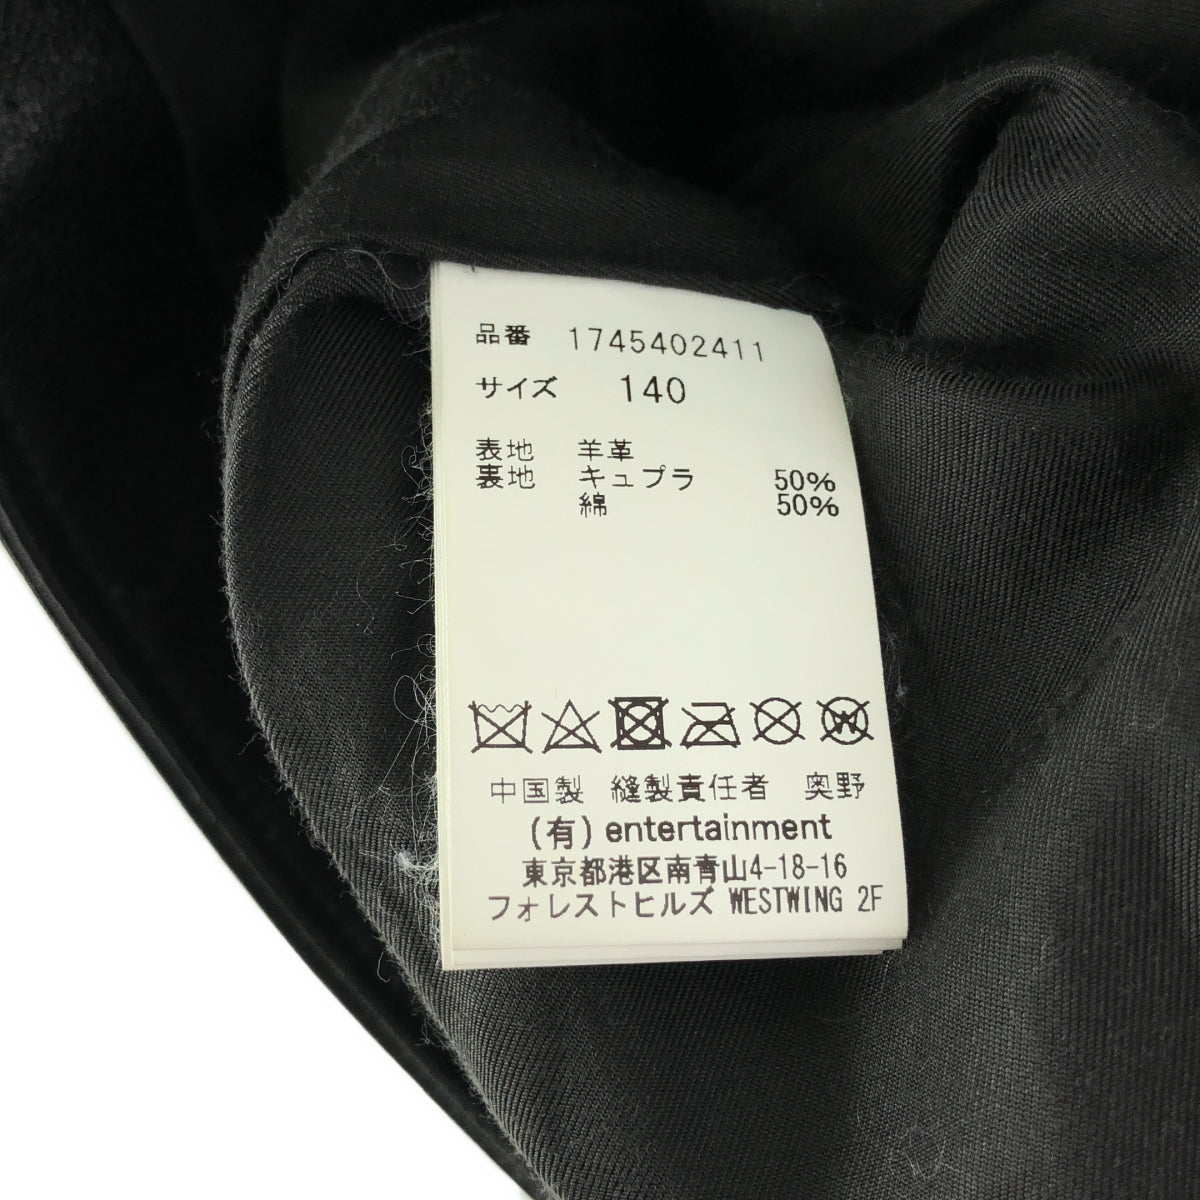 品番 1745402411
サイズ 140
表地 羊革
裏地 キュプラ 50%
綿 50%
中国製 縫製責任者 奥野
(有) entertainment
東京都港区南青山4-18-16
フォレストヒルズ WESTWING 2F